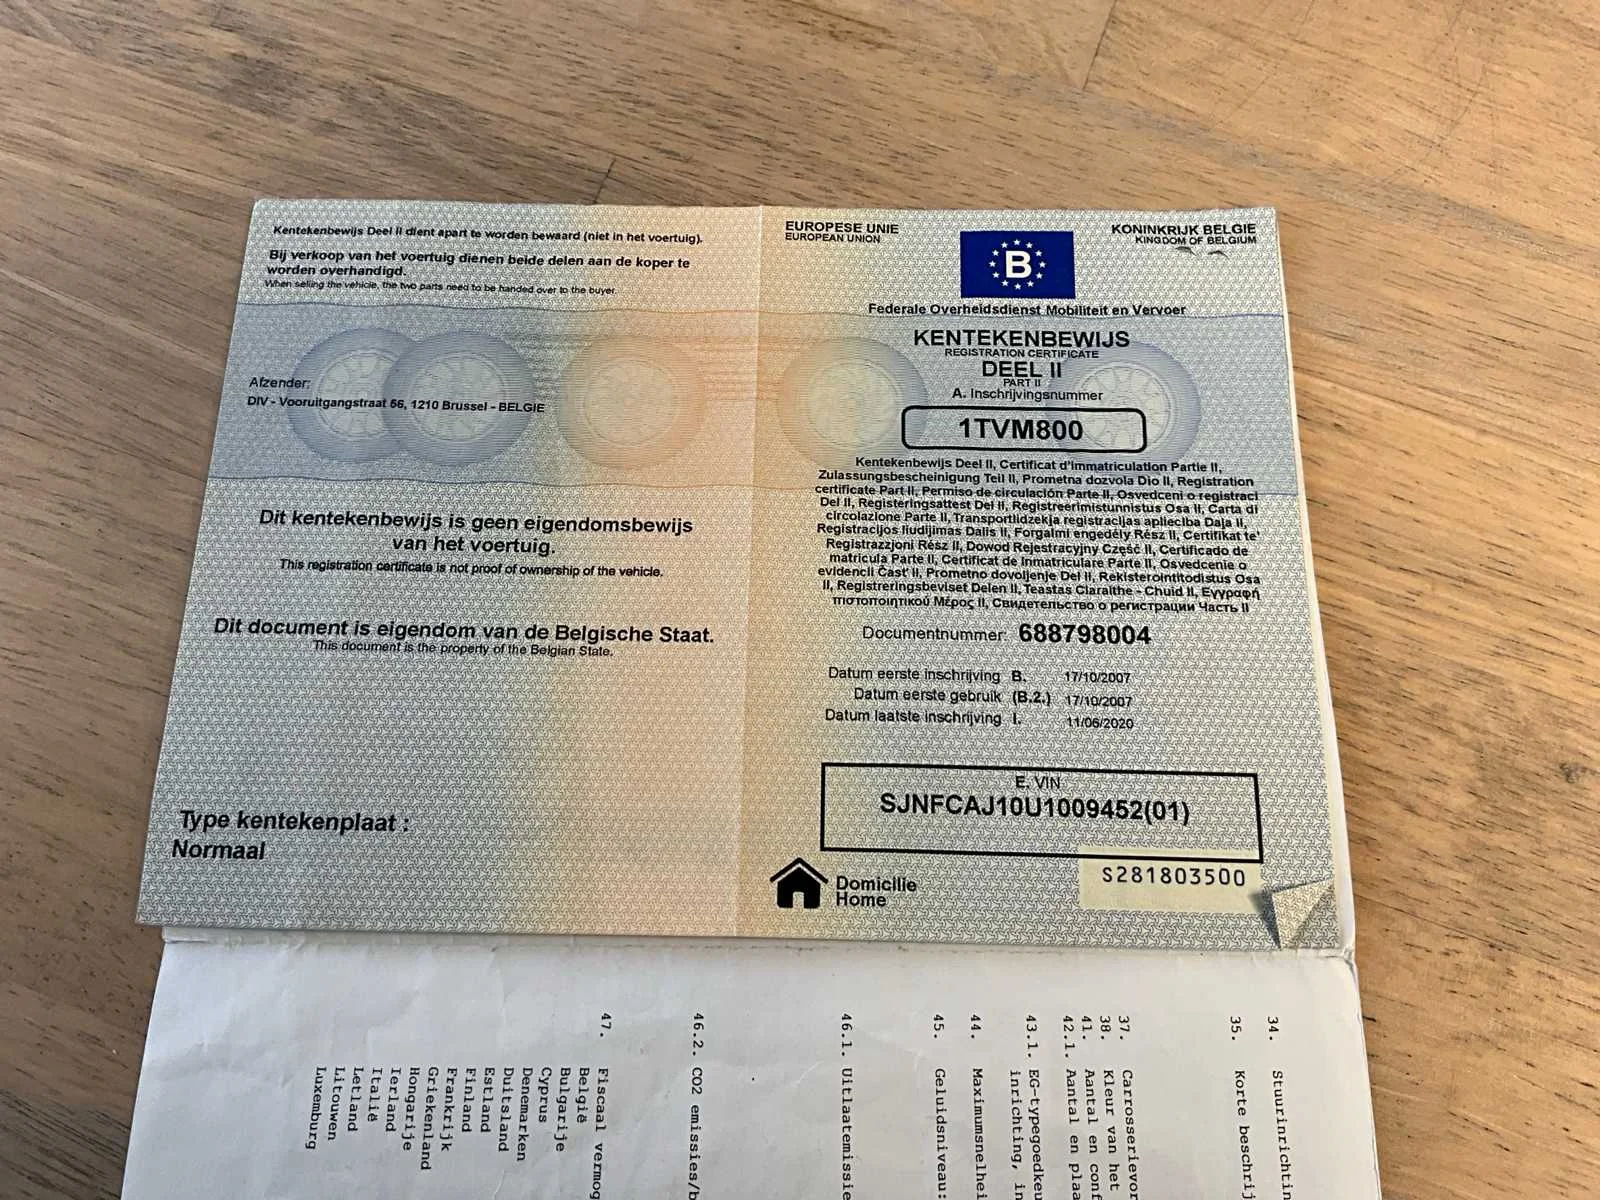 Kentekenbewijs Deel II dient apart te worden bewaard (niet in het voertuig).
Bij verkoop van het voertuig dienen beide delen aan de koper te
worden overhandigd.
When selling the vehicle, the two parts need to be handed over to the buyer.
Afzender:
DIV - Vooruitgangstraat 56, 1210 Brussel - BELGIE
Dit kentekenbewijs is geen eigendomsbewijs
van het voertuig.
This registration certificate is not proof of ownership of the vehicle.
Dit document is eigendom van de Belgische Staat.
This document is the property of the Belgian State.
Type kentekenplaat :
Normaal
EUROPESE UNIE
EUROPEAN UNION
B
KONINKRIJK BELGIE
KINGDOM OF BELGIUM
Federale Overheidsdienst Mobiliteit en Vervoer
KENTEKENBEWIJS
REGISTRATION CERTIFICATE
DEEL II
PART II
A. Inschrijvingsnummer
1TVM800
Kentekenbewijs Deel II, Certificat d'immatriculation Partie II,
Zulassungsbescheinigung Teil II, Prometna dozvola Dio II, Registration
certificate Part II, Permiso de circulación Parte II, Osvedceni o registraci
Del II, Registeringsattest Del II, Registreerimistunnistus Osa II, Carta di
circolazione Parte II, Transportlidzekja registracijas aplieciba Daļa II,
Registracijos liudijimas Dalis II, Forgalmi engedély Rész II, Certifikat te'
Registrazzjoni Rész II, Dowod Rejestracyjny Część II, Certificado de
matricula Parte II, Certificat de Inmatriculare Parte II, Osvedcenie o
evidencii Čast' II, Prometno dovoljenje Del II, Rekisterointitodistus Osa
II, Registreringsbeviset Delen II, Teastas Claraithe - Chuid II, Εγγραφή
πιστοποιητικού Μέρος II, Свидетельство о регистрации Часть II
Documentnummer: 688798004
Datum eerste inschrijving B. 17/10/2007
Datum eerste gebruik (B.2.) 17/10/2007
Datum laatste inschrijving I. 11/06/2020
E. VIN
SJNFCAJ10U1009452(01)
Domicilie
Home
S281803500
34. Stuurinrichtin
35. Korte beschrij
37. Carrosserievor
38. Kleur van het
41. Aantal en conf
42.1. Aantal en plaa
43.1. EG-typegoedkeu
inrichting, in
44. Maximumsnelhei
45. Geluidsniveau:
46.1. Uitlaatemissie
46.2. CO2 emissies/b
47. Fiscaal vermog
België
Bulgarije
Cyprus
Denemarken
Duitsland
Estland
Finland
Frankrijk
Griekenland
Hongarije
Ierland
Italië
Letland
Litouwen
Luxemburg